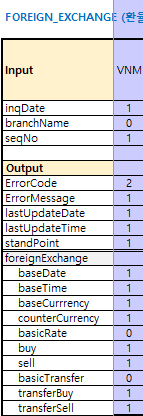 FOREIGN_EXCHANGE (환율
Input VNM
inqDate 1
branchName 0
seqNo 1
Output
ErrorCode 2
ErrorMessage 1
lastUpdateDate 1
lastUpdateTime 1
standPoint 1
foreignExchange
baseDate 1
baseTime 1
baseCurrrency 1
counterCurrency 1
basicRate 0
buy 1
sell 1
basicTransfer 0
transferBuy 1
transferSell 1